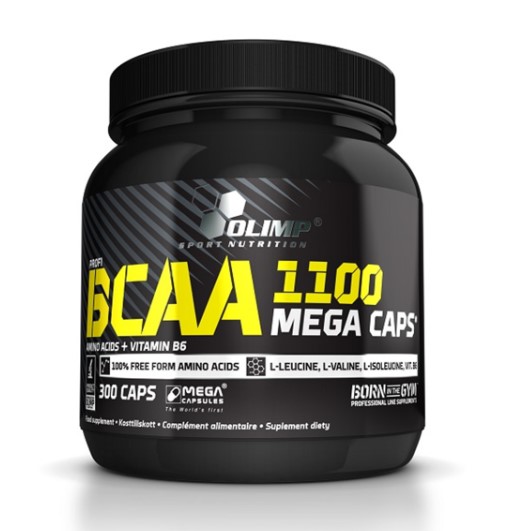 OLIMP®
SPORT NUTRITION
PROFI
BCAA
1100
MEGA CAPS*
AMINO ACIDS + VITAMIN B6
100% FREE FORM AMINO ACIDS
L-LEUCINE, L-VALINE, L-ISOLEUCINE, VIT. B6
300 CAPS
MEGA®
CAPSULES
The World's first
BORN IN THE GYM
PROFESSIONAL LINE SUPPLEMENTS
Food supplement • Kosttillskott • Complément alimentaire • Suplement diety